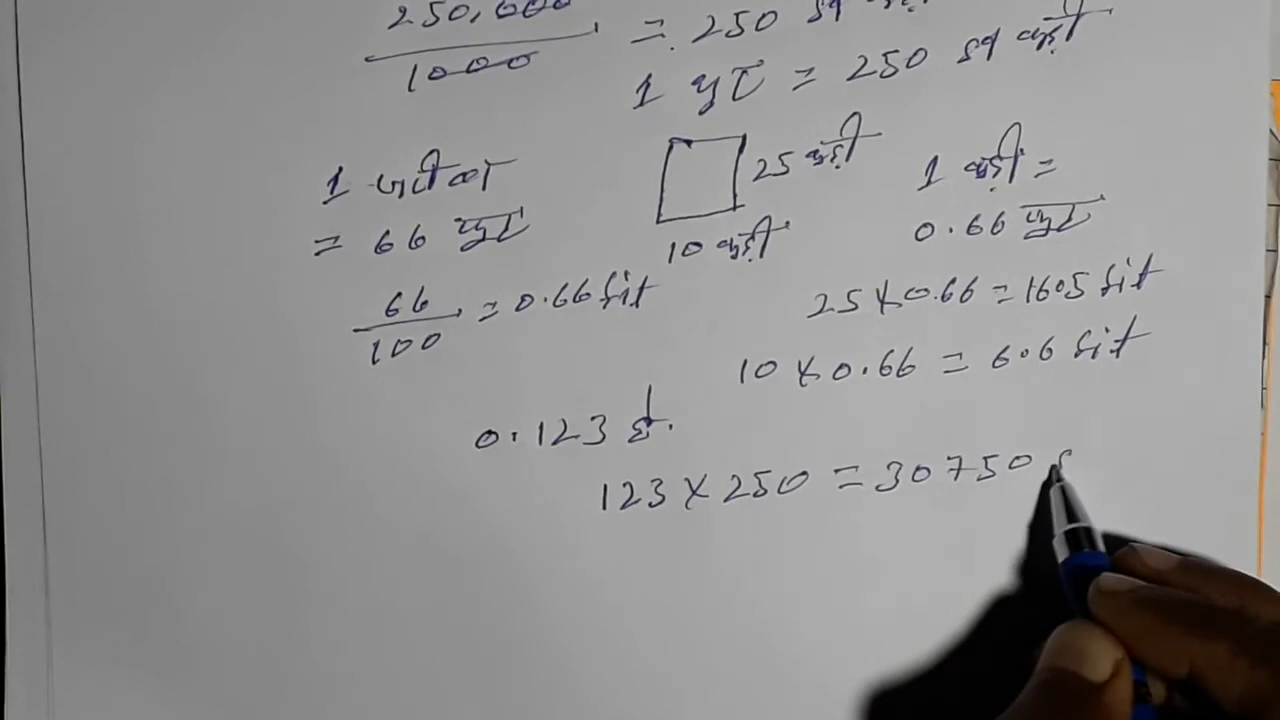 250,000
1000
= 250 sq कड़ी
1 यूट = 250 sq कड़ी
1 जरीब का
= 66 फुट
25 कड़ी
10 कड़ी
1 कड़ी =
0.66 फुट
66
100
= 0.66 fit
25 × 0.66 = 16.5 fit
10 × 0.66 = 6.6 fit
0.123 हे.
123 × 250 = 30750 s